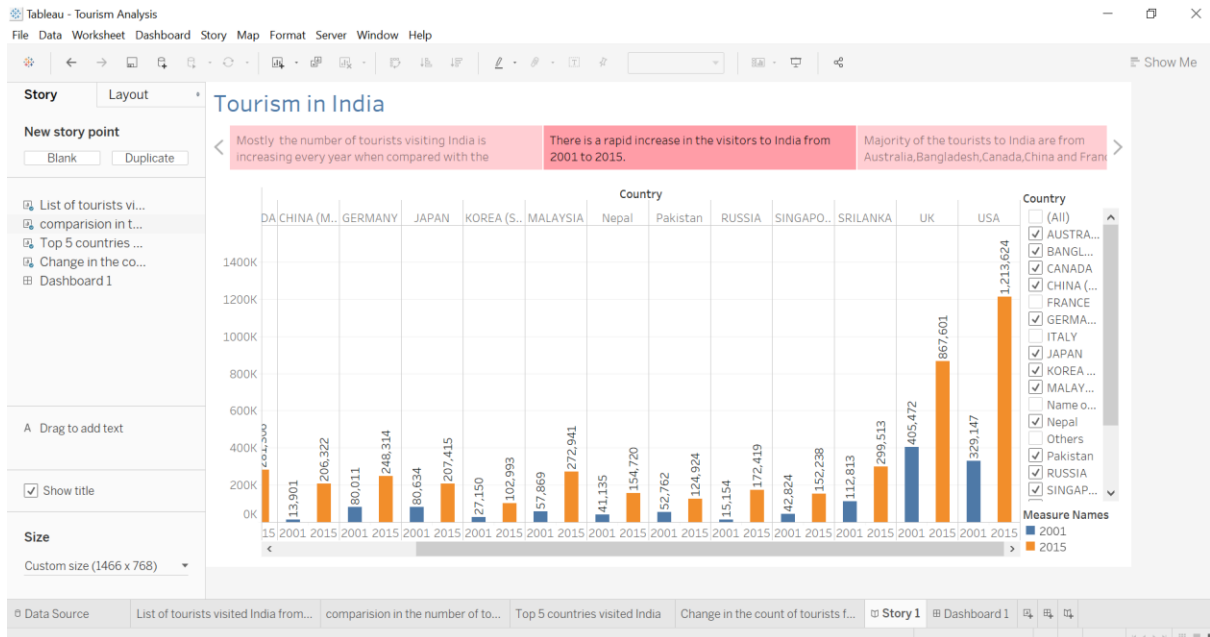 Tableau - Tourism Analysis
File Data Worksheet Dashboard Story Map Format Server Window Help
Show Me
Story Layout
New story point
Blank Duplicate
List of tourists vi...
comparision in t...
Top 5 countries ...
Change in the co...
Dashboard 1
A Drag to add text
Show title
Size
Custom size (1466 x 768)
Tourism in India
Mostly the number of tourists visiting India is
increasing every year when compared with the
There is a rapid increase in the visitors to India from
2001 to 2015.
Majority of the tourists to India are from
Australia,Bangladesh,Canada,China and Franc
Country
DA CHINA (M.. GERMANY JAPAN KOREA (S.. MALAYSIA Nepal Pakistan RUSSIA SINGAPO.. SRILANKA UK USA
1400K
1200K
1000K
800K
600K
400K
200K
0K
13,901 206,322 80,011 248,314 80,634 207,415 27,150 102,993 57,869 272,941 41,135 154,720 52,762 124,924 15,154 172,419 42,824 152,238 112,813 299,513 405,472 867,601 329,147 1,213,624
15 2001 2015 2001 2015 2001 2015 2001 2015 2001 2015 2001 2015 2001 2015 2001 2015 2001 2015 2001 2015 2001 2015 2001 2015
Country
(All)
AUSTRA...
BANGL...
CANADA
CHINA (...
FRANCE
GERMA...
ITALY
JAPAN
KOREA ...
MALAY...
Name o...
Nepal
Others
Pakistan
RUSSIA
SINGAP...
Measure Names
2001
2015
Data Source List of tourists visited India from... comparision in the number of to... Top 5 countries visited India Change in the count of tourists f... Story 1 Dashboard 1